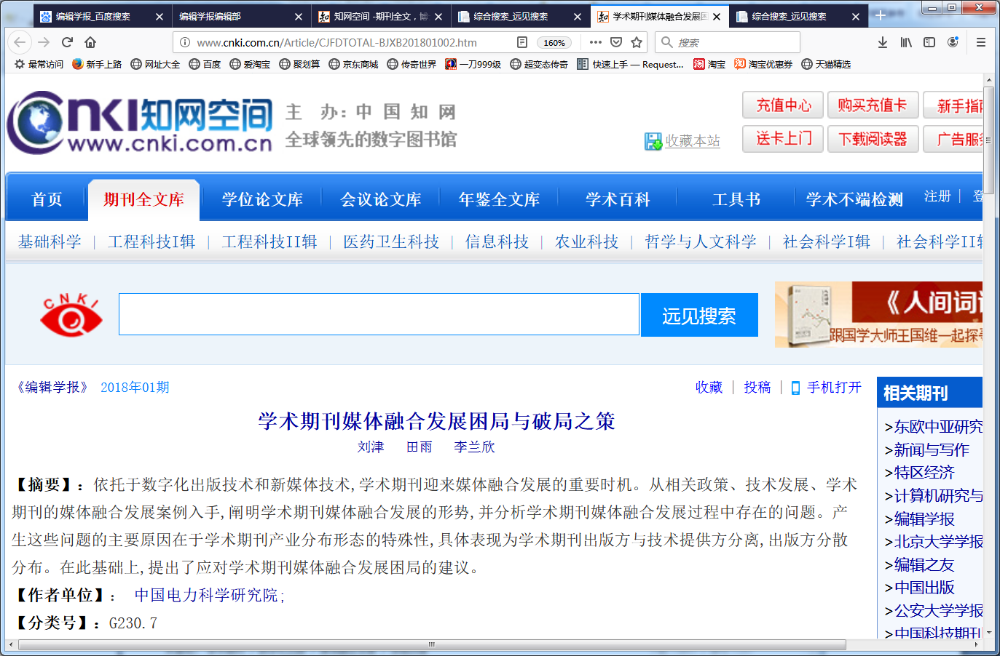 编辑学报_百度搜索
编辑学报编辑部
知网空间 -期刊全文，博
综合搜索_远见搜索
学术期刊媒体融合发展困
综合搜索_远见搜索
www.cnki.com.cn/Article/CJFDTOTAL-BJXB201801002.htm
160%
搜索
最常访问
新手上路
网址大全
百度
爱淘宝
聚划算
京东商城
传奇世界
一刀999级
超变态传奇
快速上手 — Request...
淘宝
淘宝优惠券
天猫精选
CNKI知网空间
www.cnki.com.cn
主 办:中 国 知 网
全球领先的数字图书馆
收藏本站
充值中心
购买充值卡
新手指南
送卡上门
下载阅读器
广告服务
首页
期刊全文库
学位论文库
会议论文库
年鉴全文库
学术百科
工具书
学术不端检测
注册 | 登
基础科学 | 工程科技I辑 | 工程科技II辑 | 医药卫生科技 | 信息科技 | 农业科技 | 哲学与人文科学 | 社会科学I辑 | 社会科学II辑
CNKI
远见搜索
《人间词话
跟国学大师王国维一起探寻
《编辑学报》 2018年01期
收藏 | 投稿 | 手机打开
学术期刊媒体融合发展困局与破局之策
刘津 田雨 李兰欣
【摘要】：依托于数字化出版技术和新媒体技术,学术期刊迎来媒体融合发展的重要时机。从相关政策、技术发展、学术
期刊的媒体融合发展案例入手,阐明学术期刊媒体融合发展的形势,并分析学术期刊媒体融合发展过程中存在的问题。产
生这些问题的主要原因在于学术期刊产业分布形态的特殊性,具体表现为学术期刊出版方与技术提供方分离,出版方分散
分布。在此基础上,提出了应对学术期刊媒体融合发展困局的建议。
【作者单位】： 中国电力科学研究院;
【分类号】：G230.7
相关期刊
>东欧中亚研究
>新闻与写作
>特区经济
>计算机研究与
>编辑学报
>北京大学学报
>编辑之友
>中国出版
>公安大学学报
>中国科技期刊